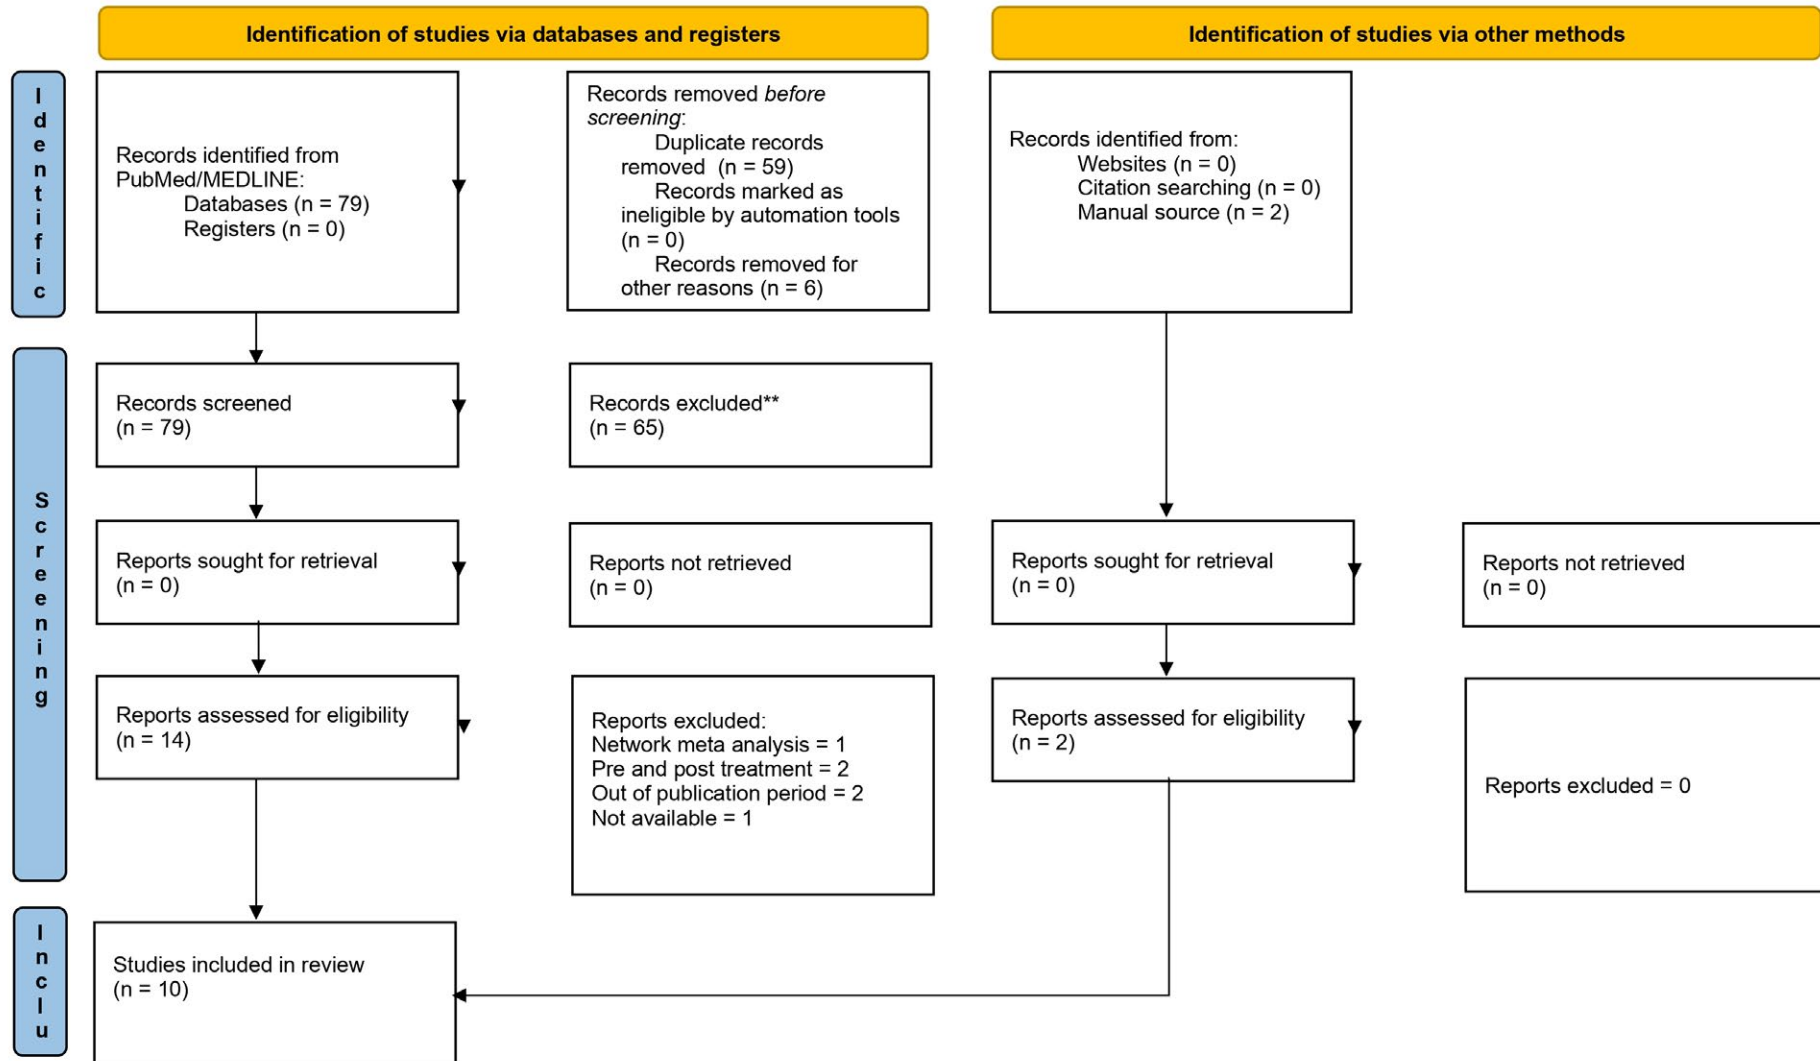 Identification of studies via databases and registers
Identification of studies via other methods
Identific
Records identified from
PubMed/MEDLINE:
Databases (n = 79)
Registers (n = 0)
Records removed before
screening:
Duplicate records
removed  (n = 59)
Records marked as
ineligible by automation tools
(n = 0)
Records removed for
other reasons (n = 6)
Records identified from:
Websites (n = 0)
Citation searching (n = 0)
Manual source (n = 2)
Screening
Records screened
(n = 79)
Records excluded**
(n = 65)
Reports sought for retrieval
(n = 0)
Reports not retrieved
(n = 0)
Reports sought for retrieval
(n = 0)
Reports not retrieved
(n = 0)
Reports assessed for eligibility
(n = 14)
Reports excluded:
Network meta analysis = 1
Pre and post treatment = 2
Out of publication period = 2
Not available = 1
Reports assessed for eligibility
(n = 2)
Reports excluded = 0
Inclu
Studies included in review
(n = 10)